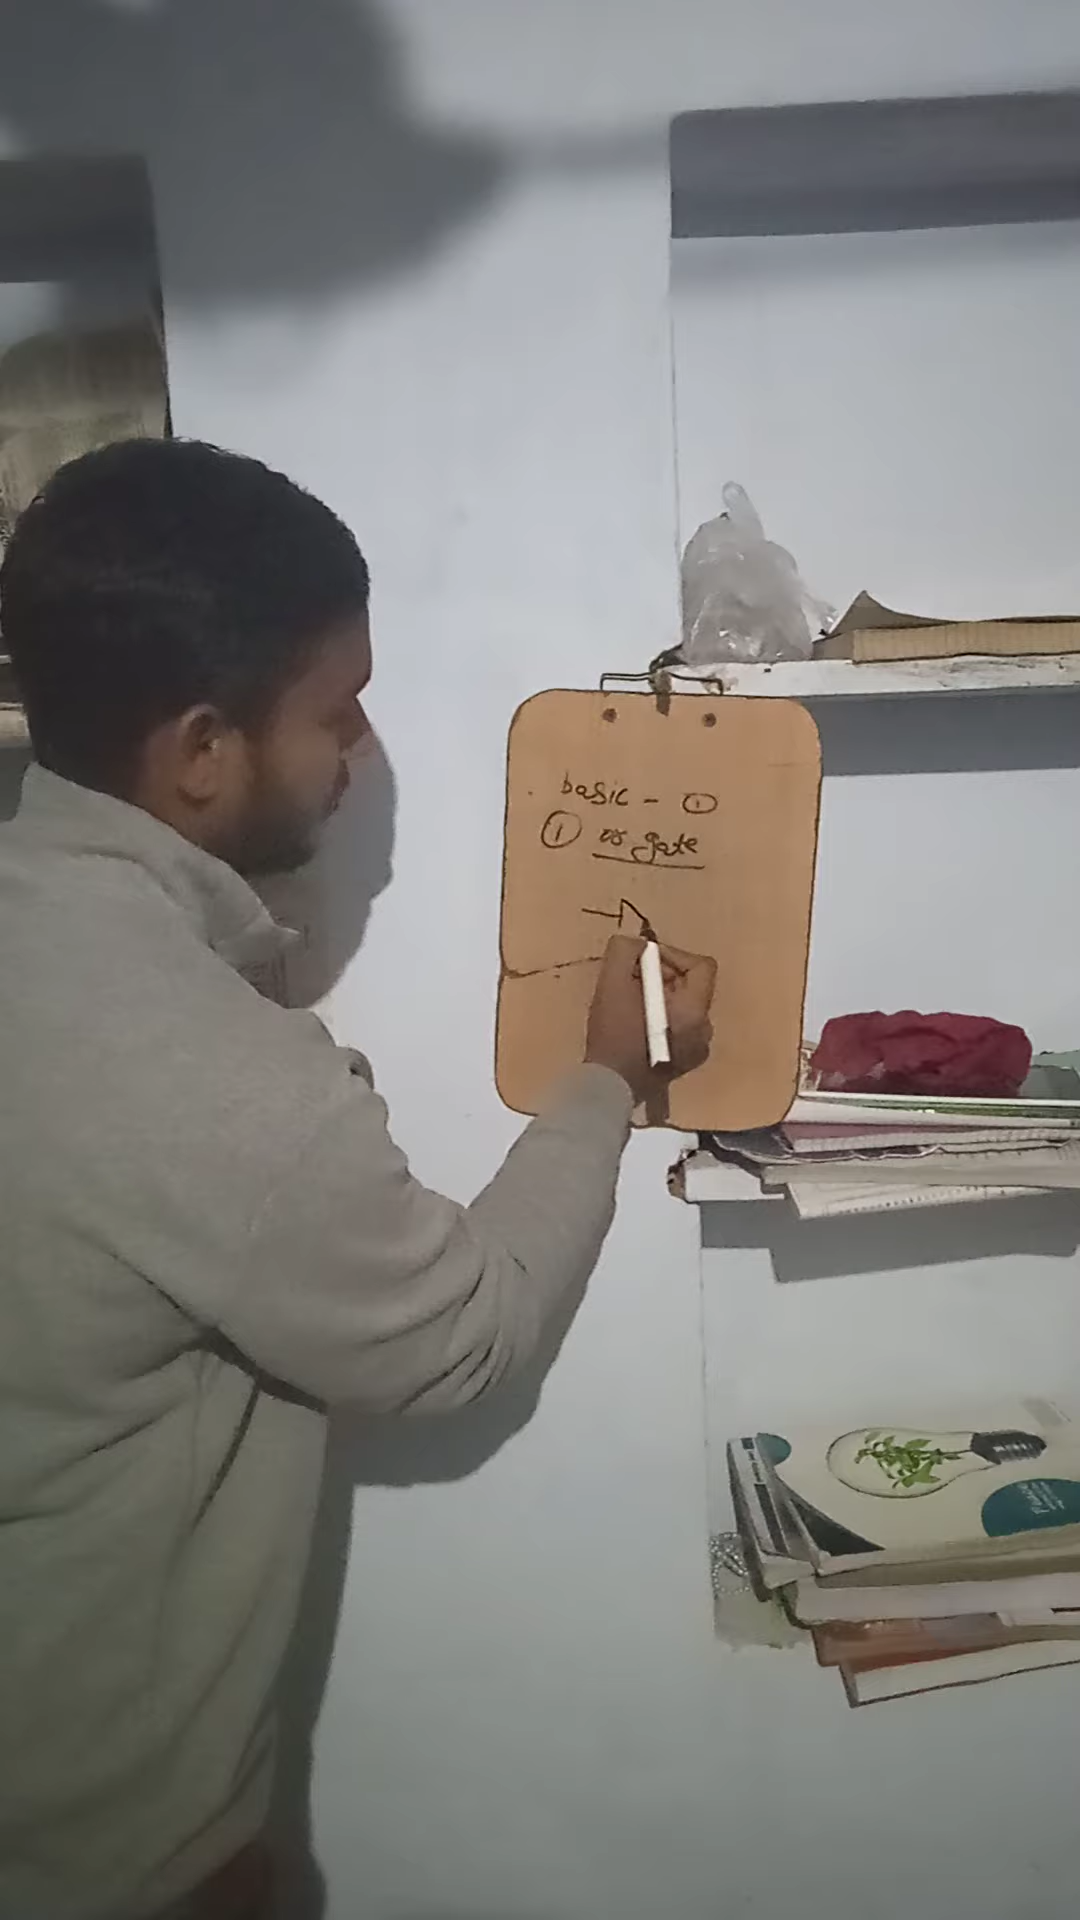 basic - ①
① or gate